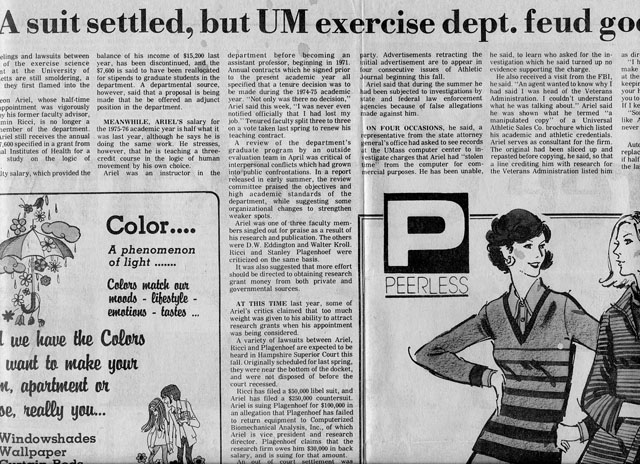 A suit settled, but UM exercise dept. feud go
elings and lawsuits between
of the exercise science
t at the University of
etts are still smoldering, a
they first flamed into the
eon Ariel, whose half-time
appointment was vigorously
by his former faculty advisor,
min Ricci, is no longer a
member of the department.
Ariel still receives the annual
7,600 specified in a grant from
al Institutes of Health for a
study on the logic of
ity salary, which provided the
balance of his income of $15,200 last
year, has been discontinued, and the
$7,600 is said to have been reallocated
for stipends to graduate students in the
department. A departmental source,
however, said that a proposal is being
made that he be offered an adjunct
position in the department.
MEANWHILE, ARIEL'S salary for
the 1975-76 academic year is half what it
was last year, although he says he is
doing the same work. He stresses,
however, that he is teaching a three-
credit course in the logic of human
movement by his own choice.
Ariel was an instructor in the
department before becoming an
assistant professor, beginning in 1971.
Annual contracts which he signed prior
to the present academic year all
specified that a tenure decision was to
be made during the 1974-75 academic
year. "Not only was there no decision,"
Ariel said this week, "I was never even
notified officially that I had lost my
job." Tenured faculty split three to three
on a vote taken last spring to renew his
teaching contract.
A review of the department's
graduate program by an outside
evaluation team in April was critical of
interpersonal conflicts which had grown
into public confrontations. In a report
released in early summer, the review
committee praised the objectives and
high academic standards of the
department, while suggesting some
organizational changes to strengthen
weaker spots.
Ariel was one of three faculty mem-
bers singled out for praise as a result of
his research and publication. The others
were D.W. Eddington and Walter Kroll.
Ricci and Stanley Plagenhoef were
criticized on the same basis.
It was also suggested that more effort
should be directed to obtaining research
grant money from both private and
governmental sources.
AT THIS TIME last year, some of
Ariel's critics claimed that too much
weight was given to his ability to attract
research grants when his appointment
was being considered.
A variety of lawsuits between Ariel,
Ricci and Plagenhoef are expected to be
heard in Hampshire Superior Court this
fall. Originally scheduled for last spring,
they were near the bottom of the docket,
and were not disposed of before the
court recessed.
Ricci has filed a $50,000 libel suit, and
Ariel has filed a $250,000 countersuit.
Ariel is suing Plagenhoef for $100,000 in
an allegation that Plagenhoef has failed
to return equipment to Computerized
Biomechanical Analysis, Inc., of which
Ariel is vice president and research
director. Plagenhoef claims that the
research firm owes him $30,000 in back
salary, and is suing for that amount.
An out of court settlement was
party. Advertisements retracting the
initial advertisement are to appear in
four consecutive issues of Athletic
Journal beginning this fall.
Ariel said that during the summer he
has been subjected to investigations by
state and federal law enforcement
agencies because of false allegations
made against him.
ON FOUR OCCASIONS, he said, a
representative from the state attorney
general's office had asked to see records
at the UMass computer center to in-
vestigate charges that Ariel had "stolen
time" from the computer for com-
mercial purposes. He has been unable,
he said, to learn who asked for the in-
vestigation which he said turned up no
evidence supporting the charge.
He also received a visit from the FBI,
he said. "An agent wanted to know why I
had said I was head of the Veterans
Administration. I couldn't understand
what he was talking about." Ariel said
he was shown what he termed "a
manipulated copy" of a Universal
Athletic Sales Co. brochure which listed
his academic and athletic credentials.
Ariel serves as consultant for the firm.
The original had been sliced up and
repasted before copying, he said, so that
a line crediting him with research for
the Veterans Administration listed him
as
Color....
A phenomenon
of light .......
Colors match our
moods - lifestyle -
emotions - tastes ...
we have the Colors
want to make your
m, apartment or
se, really you...
Windowshades
Wallpaper
P
PEERLESS